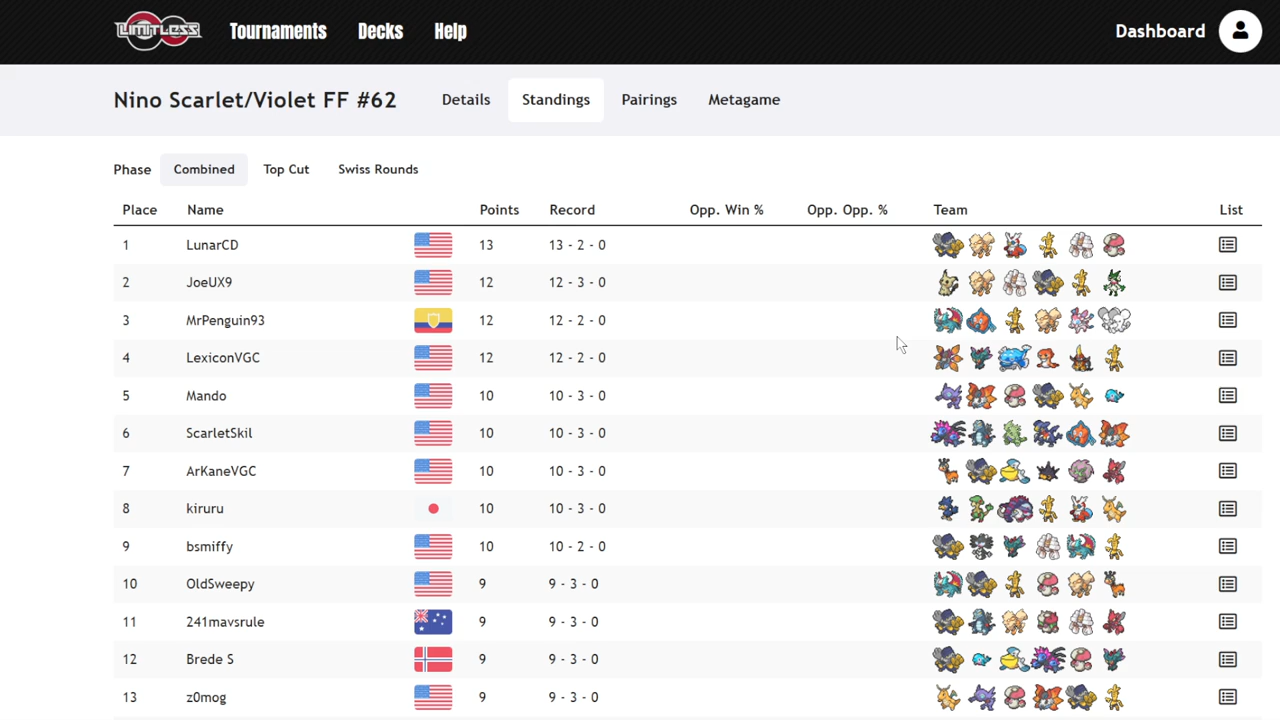 LIMITLESS Tournaments Decks Help Dashboard
Nino Scarlet/Violet FF #62 Details Standings Pairings Metagame
Phase Combined Top Cut Swiss Rounds
Place Name Points Record Opp. Win % Opp. Opp. % Team List
1 LunarCD 13 13 - 2 - 0
2 JoeUX9 12 12 - 3 - 0
3 MrPenguin93 12 12 - 2 - 0
4 LexiconVGC 12 12 - 2 - 0
5 Mando 10 10 - 3 - 0
6 ScarletSkil 10 10 - 3 - 0
7 ArKaneVGC 10 10 - 3 - 0
8 kiruru 10 10 - 3 - 0
9 bsmiffy 10 10 - 2 - 0
10 OldSweepy 9 9 - 3 - 0
11 241mavsrule 9 9 - 3 - 0
12 Brede S 9 9 - 3 - 0
13 z0mog 9 9 - 3 - 0